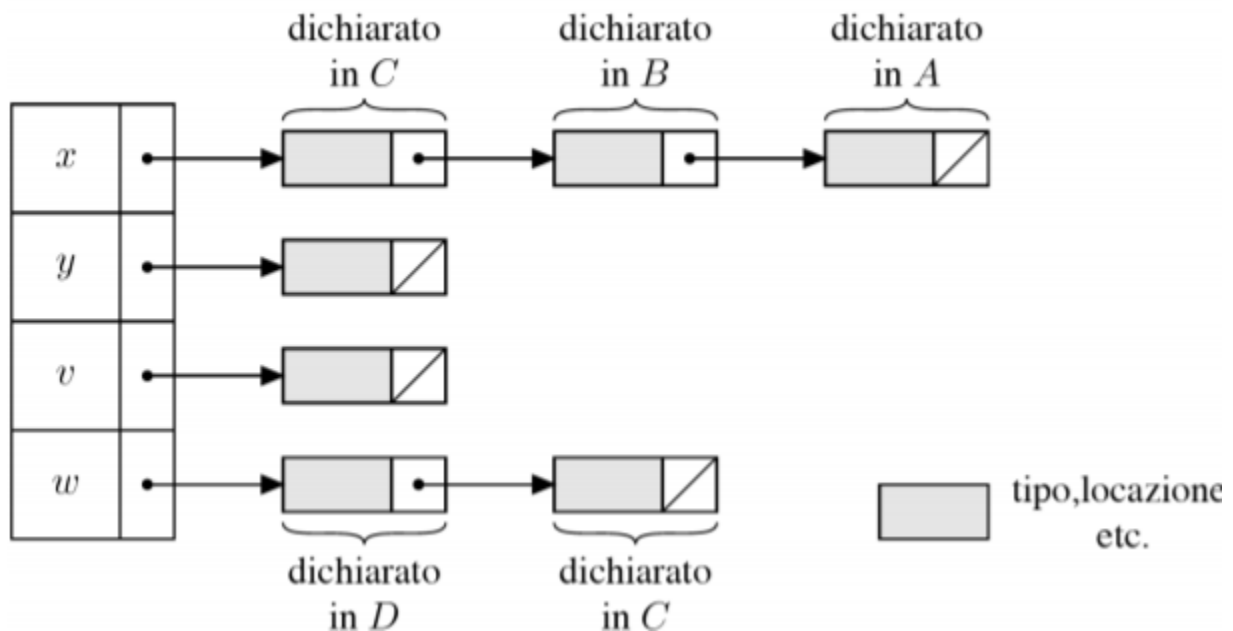 dichiarato
in C
dichiarato
in B
dichiarato
in A
x
y
v
w
dichiarato
in D
dichiarato
in C
tipo,locazione
etc.